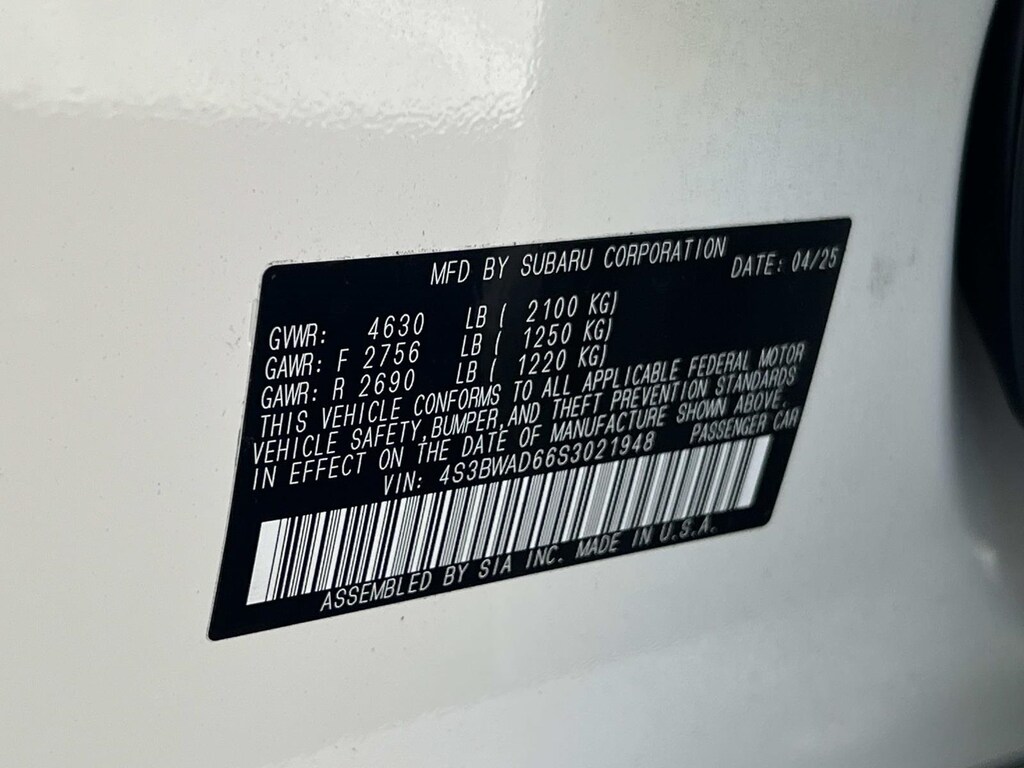 MFD BY SUBARU CORPORATION DATE: 04/25
GVWR: 4630 LB ( 2100 KG)
GAWR: F 2756 LB ( 1250 KG)
GAWR: R 2690 LB ( 1220 KG)
THIS VEHICLE CONFORMS TO ALL APPLICABLE FEDERAL MOTOR
VEHICLE SAFETY,BUMPER,AND THEFT PREVENTION STANDARDS
IN EFFECT ON THE DATE OF MANUFACTURE SHOWN ABOVE.
VIN: 4S3BWAD66S3021948 PASSENGER CAR
ASSEMBLED BY SIA INC. MADE IN U.S.A.